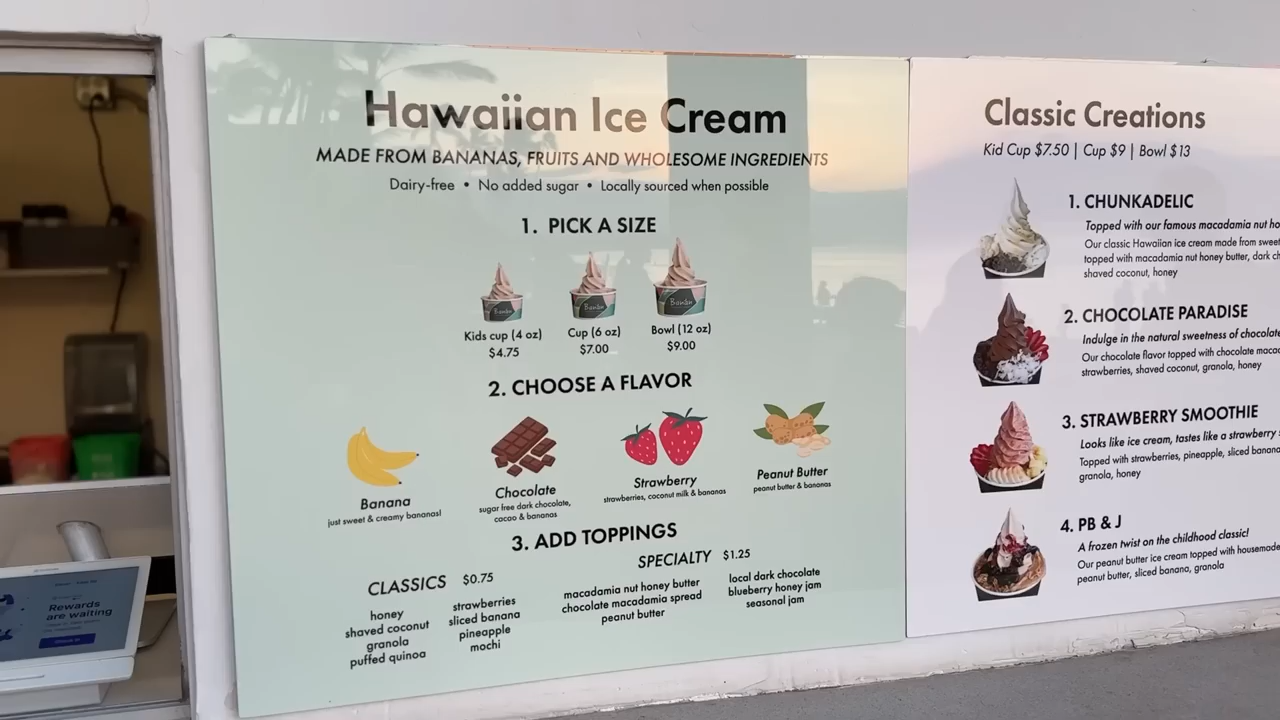 Hawaiian Ice Cream
MADE FROM BANANAS, FRUITS AND WHOLESOME INGREDIENTS
Dairy-free • No added sugar • Locally sourced when possible
1. PICK A SIZE
Banán
Banán
Banán
Kids cup (4 oz)
$4.75
Cup (6 oz)
$7.00
Bowl (12 oz)
$9.00
2. CHOOSE A FLAVOR
Banana
just sweet & creamy bananas!
Chocolate
sugar free dark chocolate,
cacao & bananas
Strawberry
strawberries, coconut milk & bananas
Peanut Butter
peanut butter & bananas
3. ADD TOPPINGS
CLASSICS $0.75
honey
shaved coconut
granola
puffed quinoa
strawberries
sliced banana
pineapple
mochi
SPECIALTY $1.25
macadamia nut honey butter
chocolate macadamia spread
peanut butter
local dark chocolate
blueberry honey jam
seasonal jam
Classic Creations
Kid Cup $7.50 | Cup $9 | Bowl $13
1. CHUNKADELIC
Topped with our famous macadamia nut ho
Our classic Hawaiian ice cream made from sweet
topped with macadamia nut honey butter, dark ch
shaved coconut, honey
2. CHOCOLATE PARADISE
Indulge in the natural sweetness of chocolate
Our chocolate flavor topped with chocolate maca
strawberries, shaved coconut, granola, honey
3. STRAWBERRY SMOOTHIE
Looks like ice cream, tastes like a strawberry
Topped with strawberries, pineapple, sliced banana
granola, honey
4. PB & J
A frozen twist on the childhood classic!
Our peanut butter ice cream topped with housemade
peanut butter, sliced banana, granola
Rewards
are waiting